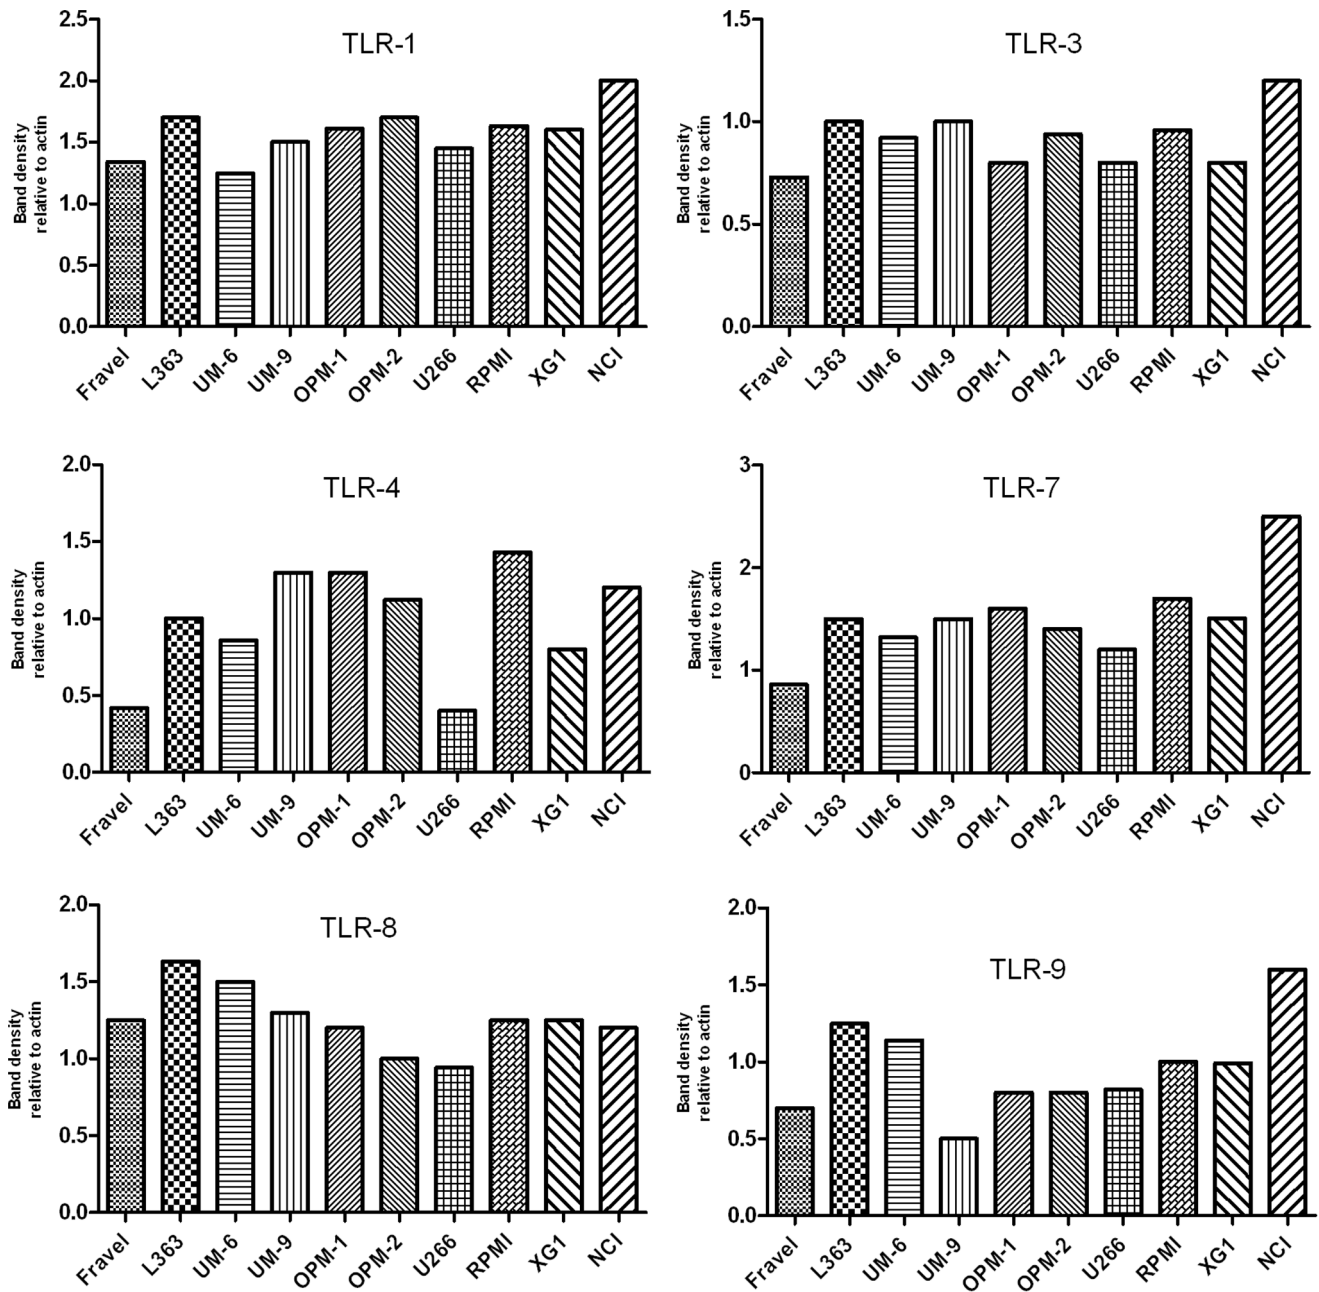 TLR-1
Band density
relative to actin
2.5
2.0
1.5
1.0
0.5
0.0
Fravel
L363
UM-6
UM-9
OPM-1
OPM-2
U266
RPMI
XG1
NCI
TLR-3
Band density
relative to actin
1.5
1.0
0.5
0.0
Fravel
L363
UM-6
UM-9
OPM-1
OPM-2
U266
RPMI
XG1
NCI
TLR-4
Band density
relative to actin
2.0
1.5
1.0
0.5
0.0
Fravel
L363
UM-6
UM-9
OPM-1
OPM-2
U266
RPMI
XG1
NCI
TLR-7
Band density
relative to actin
3
2
1
0
Fravel
L363
UM-6
UM-9
OPM-1
OPM-2
U266
RPMI
XG1
NCI
TLR-8
Band density
relative to actin
2.0
1.5
1.0
0.5
0.0
Fravel
L363
UM-6
UM-9
OPM-1
OPM-2
U266
RPMI
XG1
NCI
TLR-9
Band density
relative to actin
2.0
1.5
1.0
0.5
0.0
Fravel
L363
UM-6
UM-9
OPM-1
OPM-2
U266
RPMI
XG1
NCI